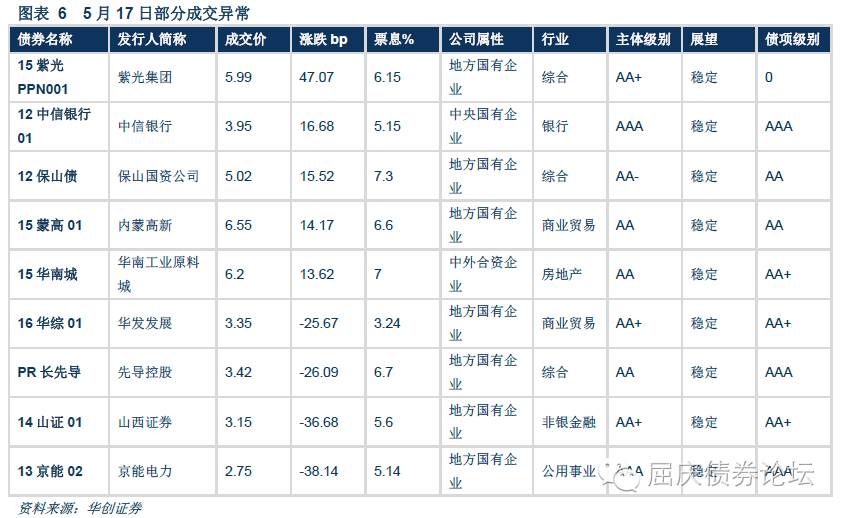 图表 6 5 月 17 日部分成交异常
债券名称 发行人简称 成交价 涨跌 bp 票息% 公司属性 行业 主体级别 展望 债项级别
15 紫光 PPN001 紫光集团 5.99 47.07 6.15 地方国有企业 综合 AA+ 稳定 0
12 中信银行 01 中信银行 3.95 16.68 5.15 中央国有企业 银行 AAA 稳定 AAA
12 保山债 保山国资公司 5.02 15.52 7.3 地方国有企业 综合 AA- 稳定 AA
15 蒙高 01 内蒙高新 6.55 14.17 6.6 地方国有企业 商业贸易 AA 稳定 AA
15 华南城 华南工业原料城 6.2 13.62 7 中外合资企业 房地产 AA 稳定 AA+
16 华综 01 华发发展 3.35 -25.67 3.24 地方国有企业 商业贸易 AA+ 稳定 AA+
PR 长先导 先导控股 3.42 -26.09 6.7 地方国有企业 综合 AA 稳定 AAA
14 山证 01 山西证券 3.15 -36.68 5.6 地方国有企业 非银金融 AA+ 稳定 AA+
13 京能 02 京能电力 2.75 -38.14 5.14 地方国有企业 公用事业 AAA 稳定 AAA
屈庆债券论坛
资料来源：华创证券